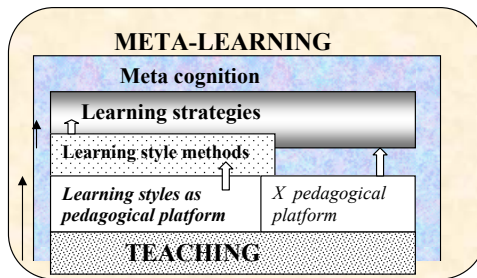 META-LEARNING
Meta cognition
Learning strategies
Learning style methods
Learning styles as
pedagogical platform
X pedagogical
platform
TEACHING